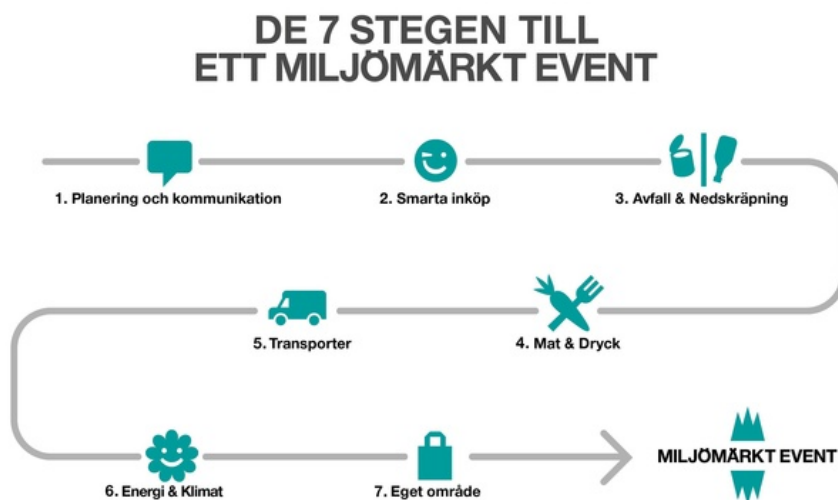 DE 7 STEGEN TILL
ETT MILJÖMÄRKT EVENT
1. Planering och kommunikation
2. Smarta inköp
3. Avfall & Nedskräpning
4. Mat & Dryck
5. Transporter
6. Energi & Klimat
7. Eget område
MILJÖMÄRKT EVENT